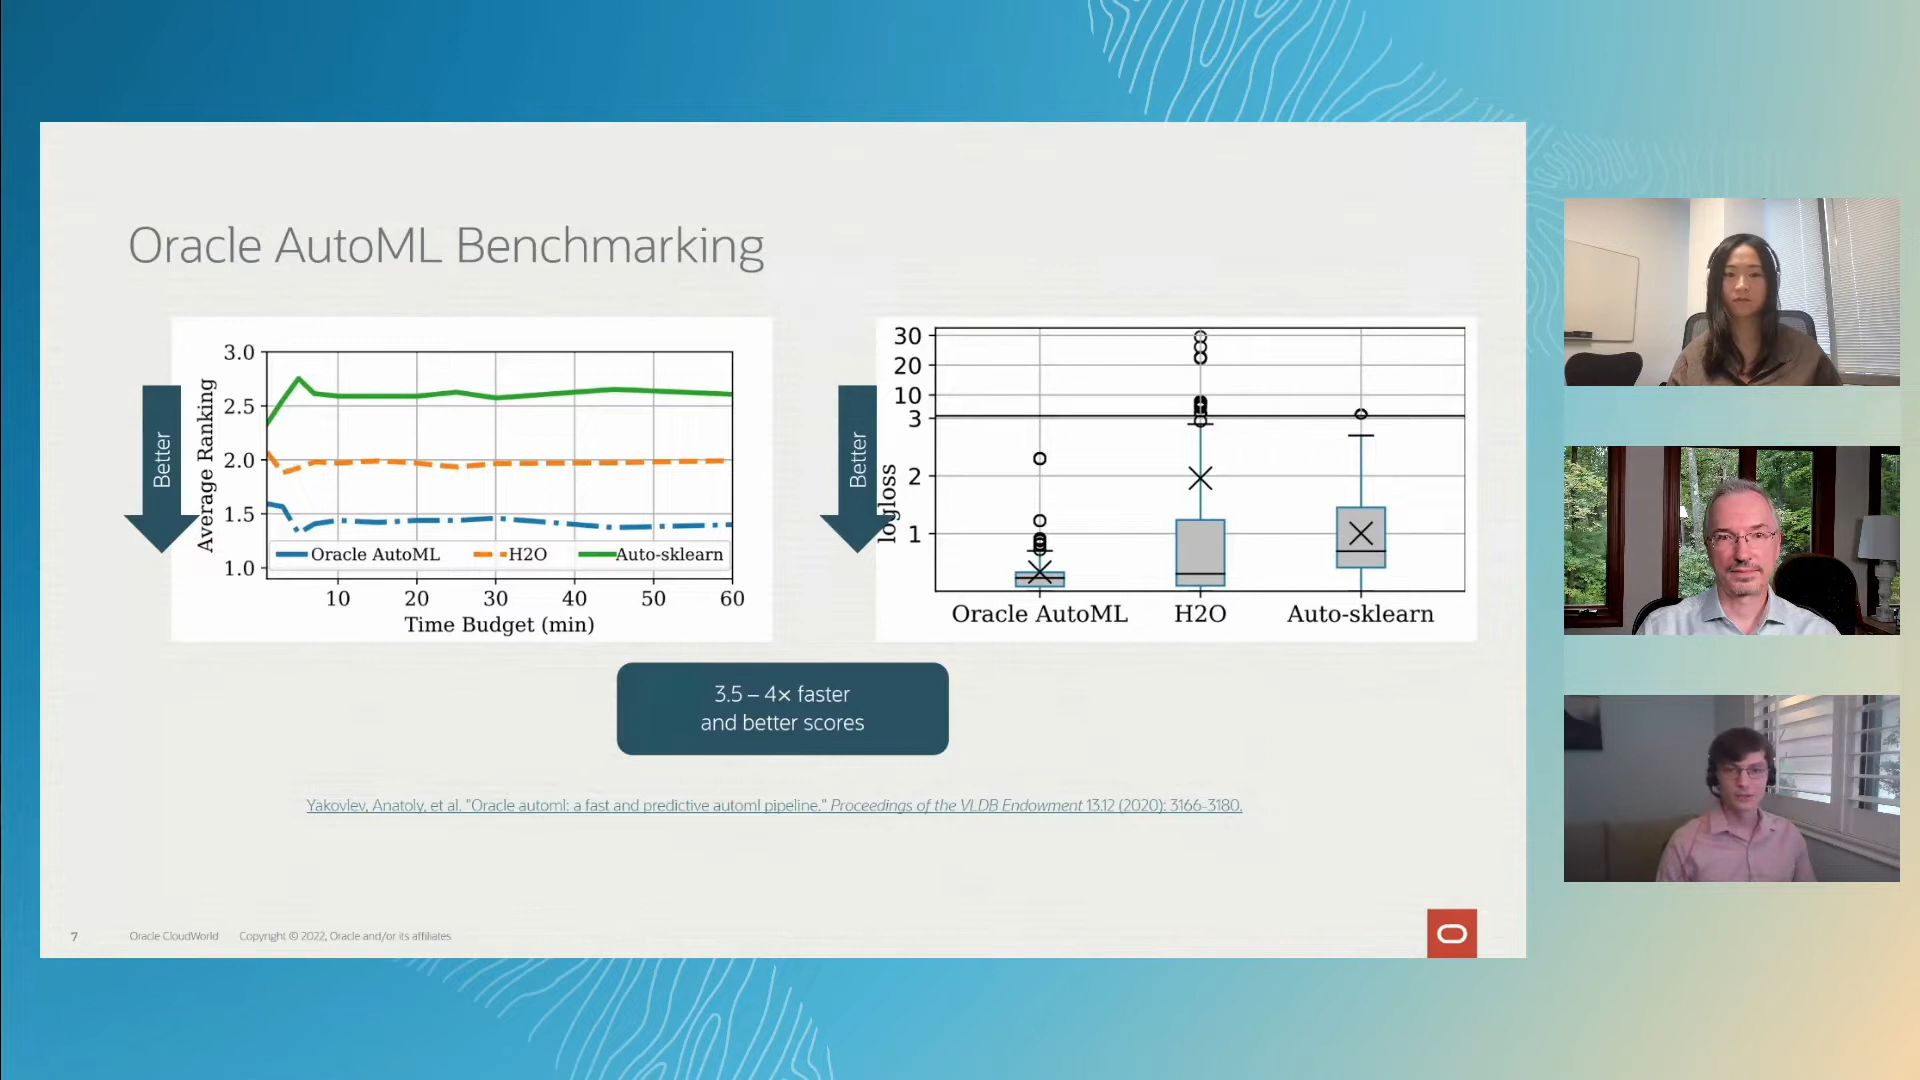 Oracle AutoML Benchmarking
Better
Average Ranking
3.0
2.5
2.0
1.5
1.0
Oracle AutoML
H2O
Auto-sklearn
10
20
30
40
50
60
Time Budget (min)
Better
logloss
30
20
10
3
2
1
Oracle AutoML
H2O
Auto-sklearn
3.5 – 4x faster
and better scores
Yakovlev, Anatoly, et al. "Oracle automl: a fast and predictive automl pipeline." Proceedings of the VLDB Endowment 13.12 (2020): 3166-3180.
7
Oracle CloudWorld
Copyright © 2022, Oracle and/or its affiliates